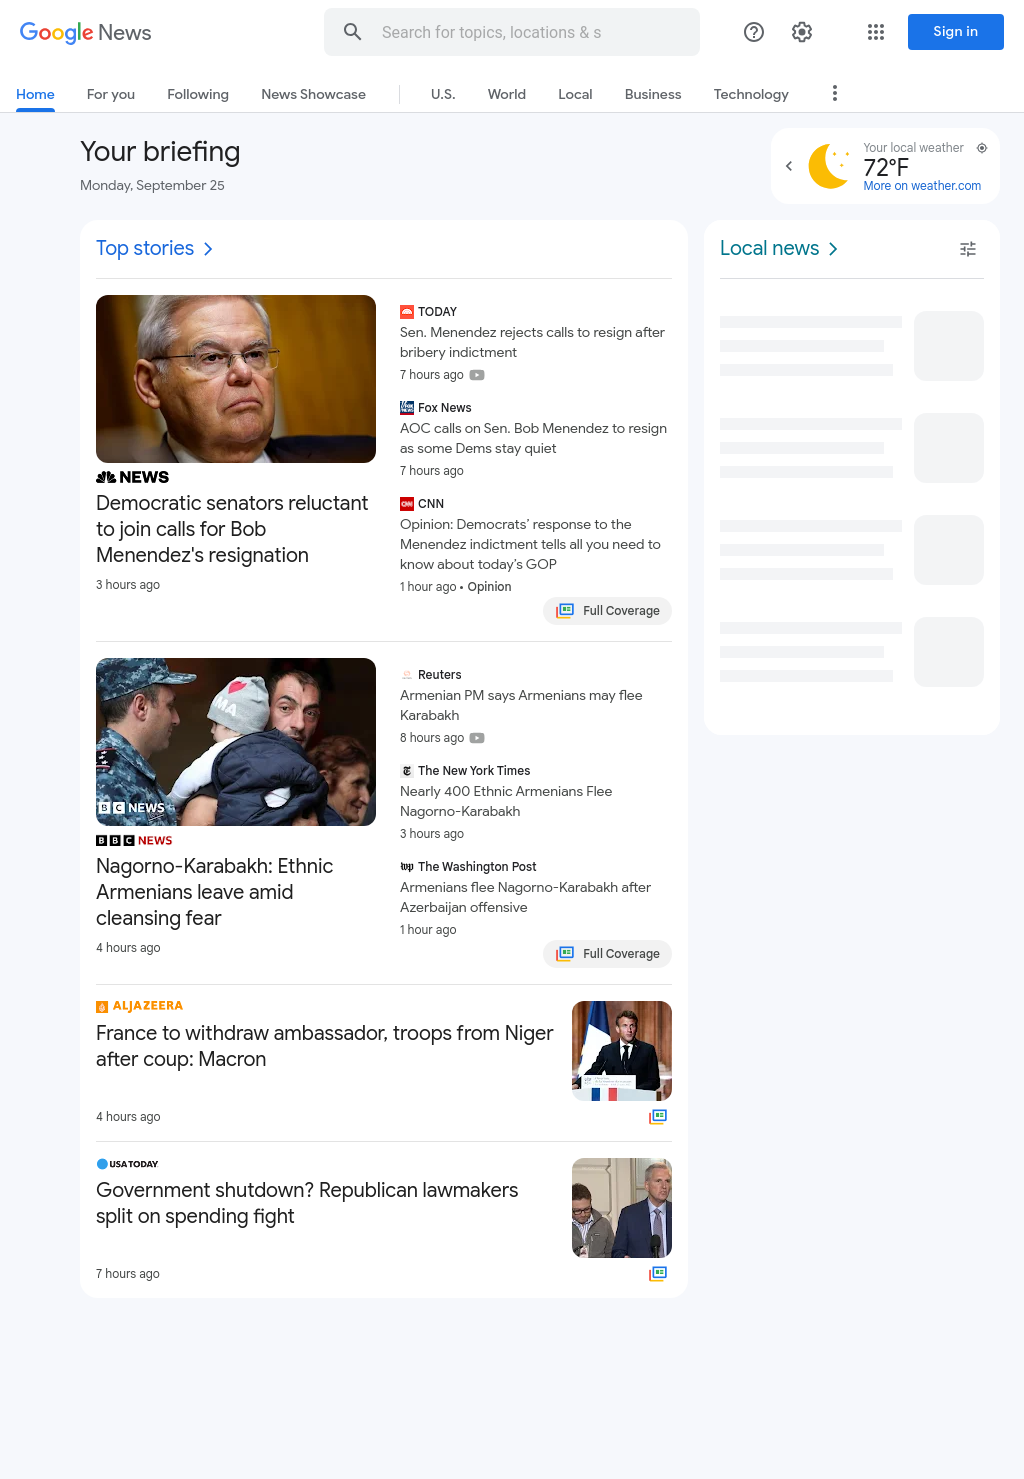 Google News
Search for topics, locations & s
Sign in
Home
For you
Following
News Showcase
U.S.
World
Local
Business
Technology
Your briefing
Monday, September 25
Your local weather
72°F
More on weather.com
Top stories
NEWS
Democratic senators reluctant
to join calls for Bob
Menendez's resignation
3 hours ago
TODAY
Sen. Menendez rejects calls to resign after
bribery indictment
7 hours ago
Fox News
AOC calls on Sen. Bob Menendez to resign
as some Dems stay quiet
7 hours ago
CNN
Opinion: Democrats’ response to the
Menendez indictment tells all you need to
know about today’s GOP
1 hour ago • Opinion
Full Coverage
BBC NEWS
BBC NEWS
Nagorno-Karabakh: Ethnic
Armenians leave amid
cleansing fear
4 hours ago
Reuters
Armenian PM says Armenians may flee
Karabakh
8 hours ago
The New York Times
Nearly 400 Ethnic Armenians Flee
Nagorno-Karabakh
3 hours ago
The Washington Post
Armenians flee Nagorno-Karabakh after
Azerbaijan offensive
1 hour ago
Full Coverage
ALJAZEERA
France to withdraw ambassador, troops from Niger
after coup: Macron
4 hours ago
USA TODAY
Government shutdown? Republican lawmakers
split on spending fight
7 hours ago
Local news